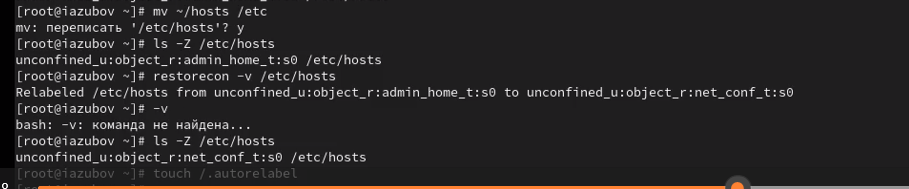 [root@iazubov ~]# mv ~/hosts /etc
mv: переписать '/etc/hosts'? y
[root@iazubov ~]# ls -Z /etc/hosts
unconfined_u:object_r:admin_home_t:s0 /etc/hosts
[root@iazubov ~]# restorecon -v /etc/hosts
Relabeled /etc/hosts from unconfined_u:object_r:admin_home_t:s0 to unconfined_u:object_r:net_conf_t:s0
[root@iazubov ~]# -v
bash: -v: команда не найдена...
[root@iazubov ~]# ls -Z /etc/hosts
unconfined_u:object_r:net_conf_t:s0 /etc/hosts
[root@iazubov ~]# touch /.autorelabel